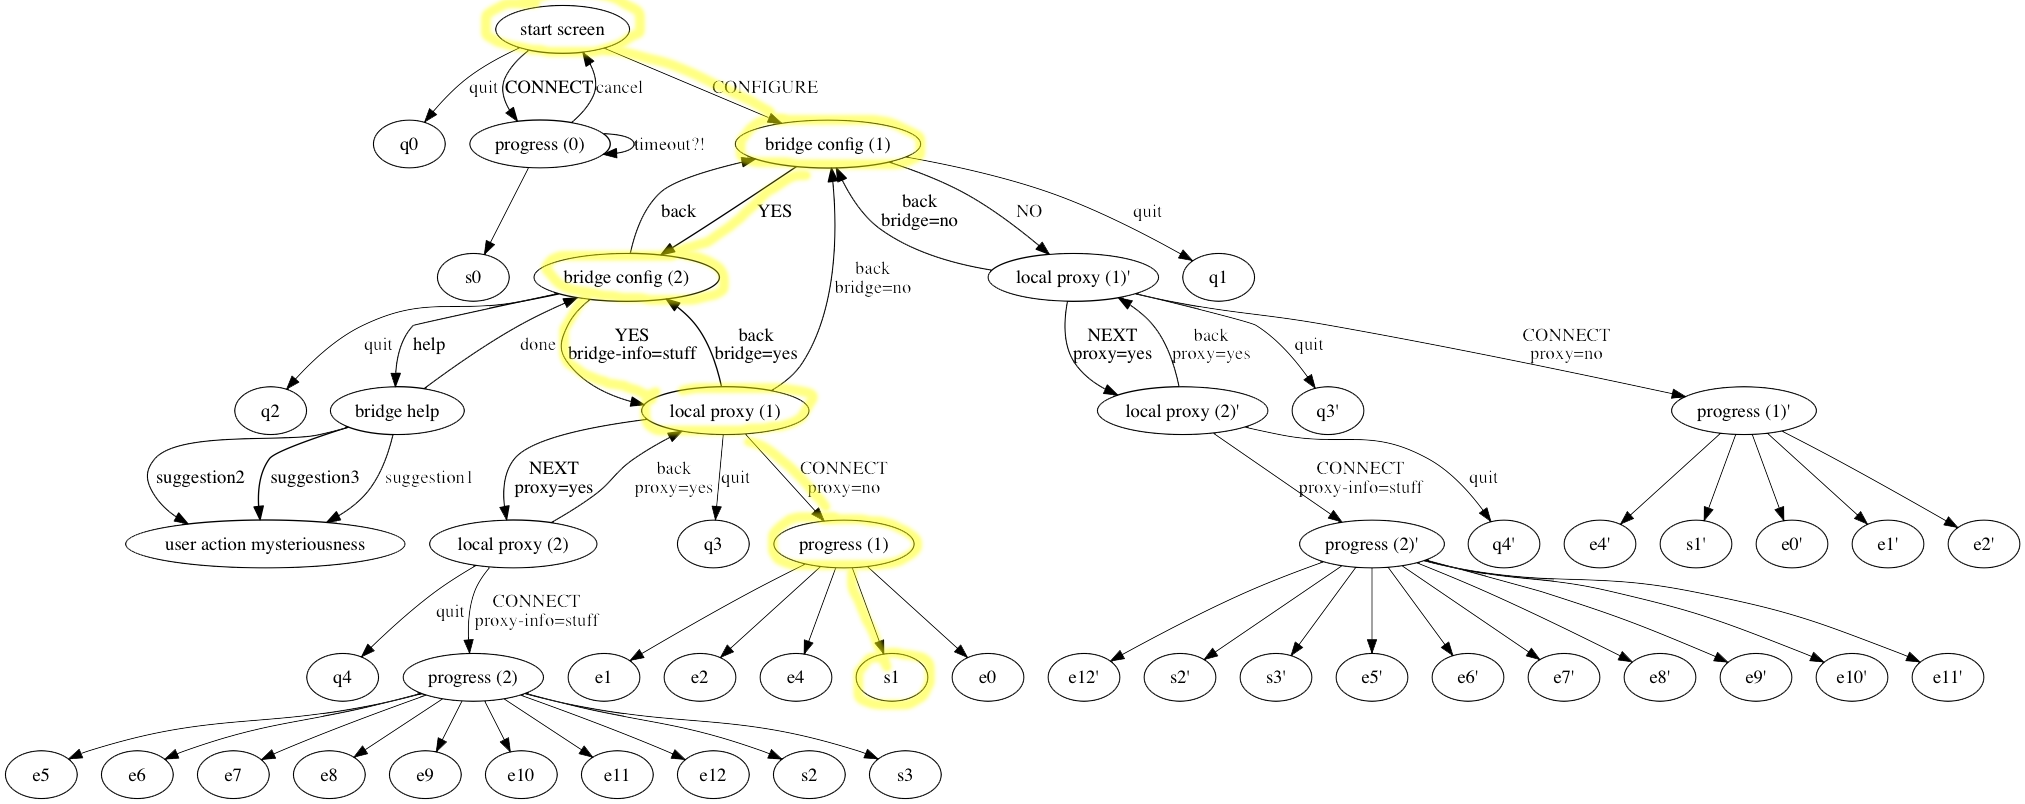 start screen
quit
CONNECT
cancel
CONFIGURE
q0
progress (0)
timeout?!
bridge config (1)
back
YES
back
bridge=no
NO
quit
s0
bridge config (2)
back
bridge=no
local proxy (1)'
q1
quit
help
done
YES
bridge-info=stuff
back
bridge=yes
NEXT
proxy=yes
back
proxy=yes
quit
CONNECT
proxy=no
q2
bridge help
local proxy (1)
local proxy (2)'
q3'
progress (1)'
suggestion2
suggestion3
suggestion1
NEXT
proxy=yes
back
proxy=yes
quit
CONNECT
proxy=no
CONNECT
proxy-info=stuff
quit
user action mysteriousness
local proxy (2)
q3
progress (1)
progress (2)'
q4'
e4'
s1'
e0'
e1'
e2'
quit
CONNECT
proxy-info=stuff
q4
progress (2)
e1
e2
e4
s1
e0
e12'
s2'
s3'
e5'
e6'
e7'
e8'
e9'
e10'
e11'
e5
e6
e7
e8
e9
e10
e11
e12
s2
s3